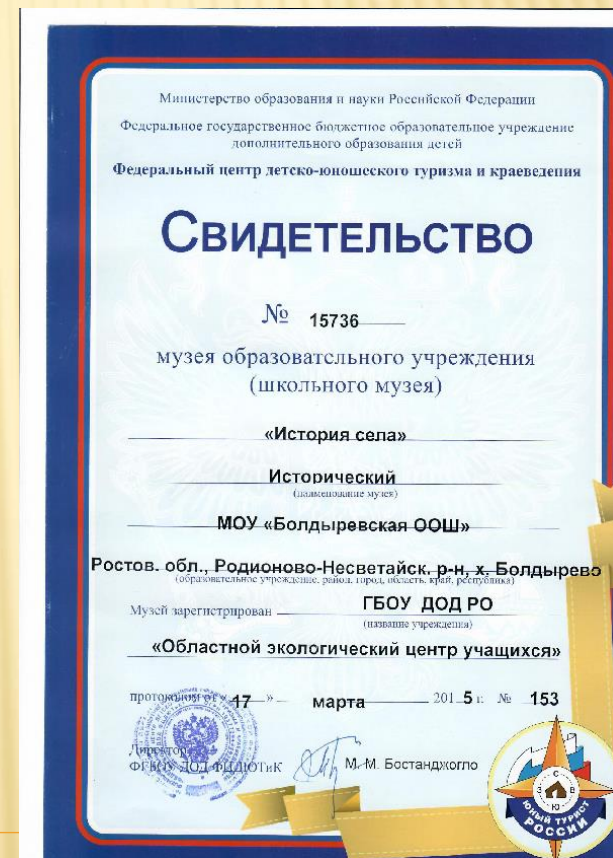 Министерство образования и науки Российской Федерации
Федеральное государственное бюджетное образовательное учреждение
дополнительного образования детей
Федеральный центр детско-юношеского туризма и краеведения
СВИДЕТЕЛЬСТВО
№ 15736
музея образовательного учреждения
(школьного музея)
«История села»
Исторический
(наименование музея)
МОУ «Болдыревская ООШ»
Ростов. обл., Родионово-Несветайск. р-н, х. Болдырево
(образовательное учреждение, район, город, область, край, республика)
Музей зарегистрирован ГБОУ ДОД РО
(название учреждения)
«Областной экологический центр учащихся»
протоколом от «17» марта 2015 г. № 153
Директор
ФГБОУ ДОД ФЦДЮТиК М.М. Бостанджогло
С
З В
Ю
ЮНЫЙ ТУРИСТ
РОССИИ